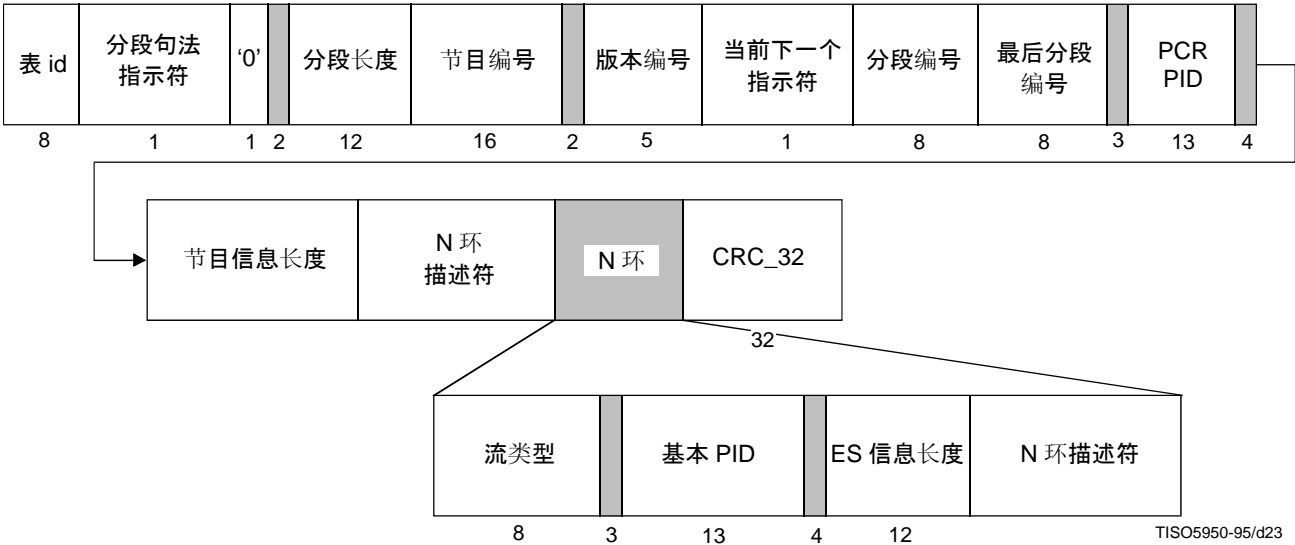 表 id
分段句法
指示符
‘0’
分段长度
节目编号
版本编号
当前下一个
指示符
分段编号
最后分段
编号
PCR
PID
8 1 1 2 12 16 2 5 1 8 8 3 13 4
节目信息长度
N 环
描述符
N 环
CRC_32
32
流类型
基本 PID
ES 信息长度
N 环描述符
8 3 13 4 12
TISO5950-95/d23